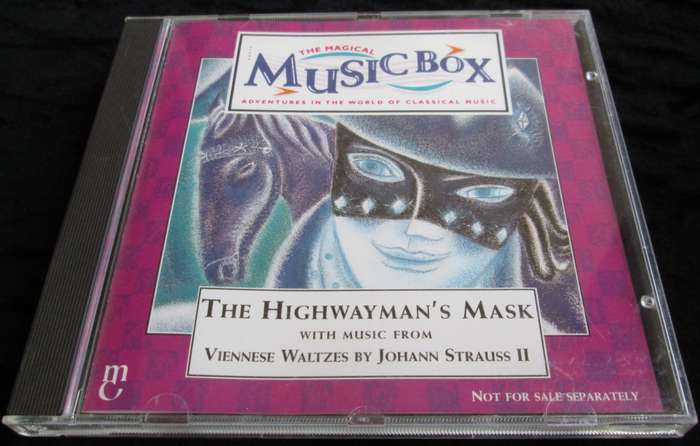 THE MAGICAL
MUSIC BOX
ADVENTURES IN THE WORLD OF CLASSICAL MUSIC
THE HIGHWAYMAN'S MASK
WITH MUSIC FROM
VIENNESE WALTZES BY JOHANN STRAUSS II
mc
NOT FOR SALE SEPARATELY